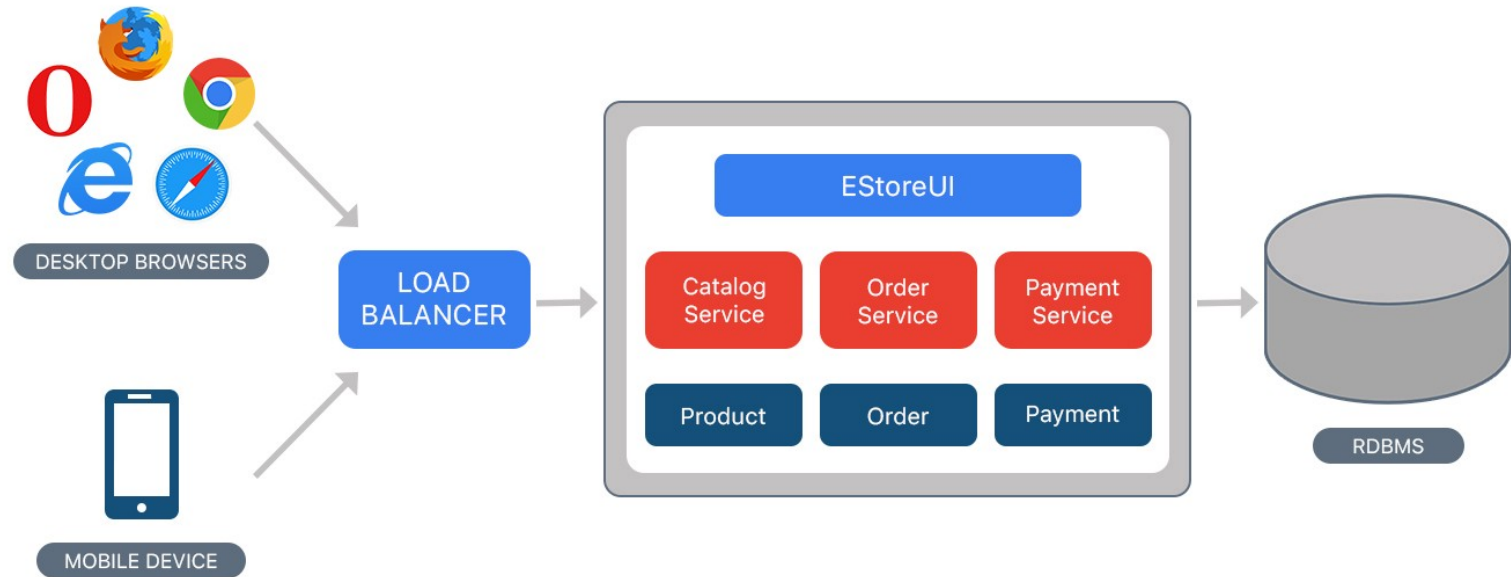 DESKTOP BROWSERS
MOBILE DEVICE
LOAD
BALANCER
EStoreUI
Catalog
Service
Order
Service
Payment
Service
Product
Order
Payment
RDBMS